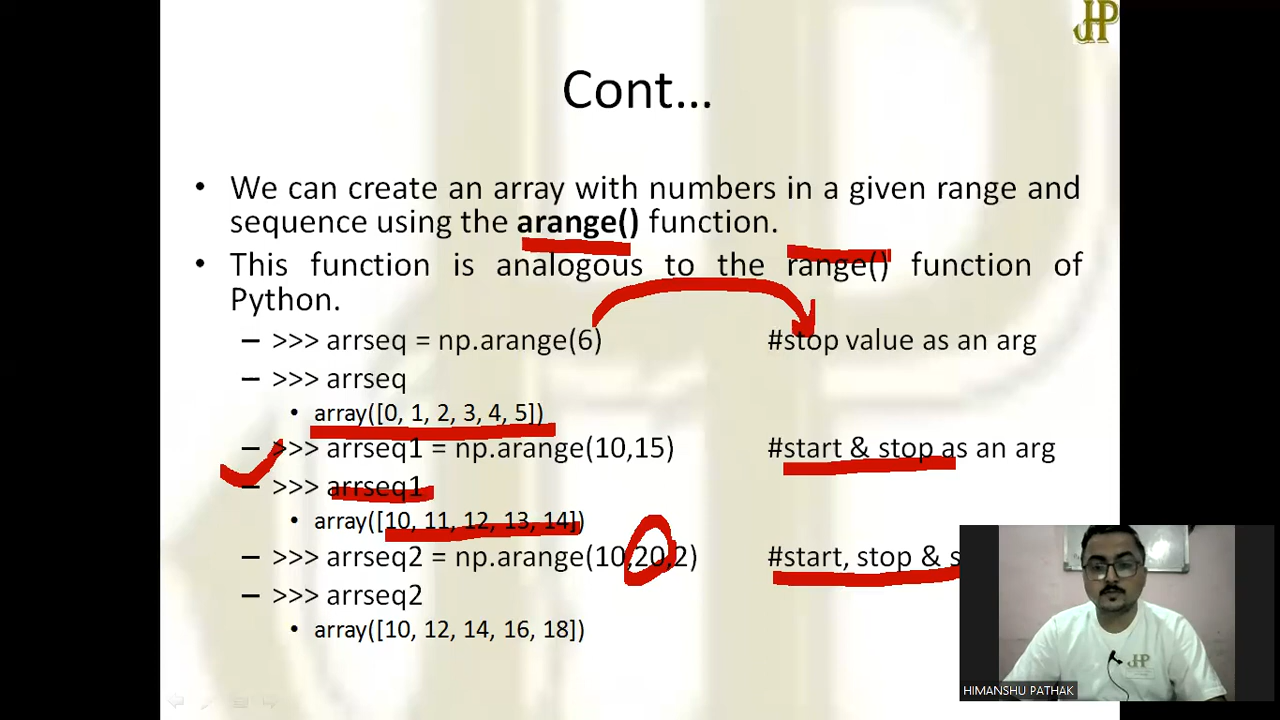 JHP
Cont...
• We can create an array with numbers in a given range and
sequence using the arange() function.
• This function is analogous to the range() function of
Python.
– >>> arrseq = np.arange(6) #stop value as an arg
– >>> arrseq
• array([0, 1, 2, 3, 4, 5])
– >>> arrseq1 = np.arange(10,15) #start & stop as an arg
– >>> arrseq1
• array([10, 11, 12, 13, 14])
– >>> arrseq2 = np.arange(10,20,2) #start, stop & s
– >>> arrseq2
• array([10, 12, 14, 16, 18])
JHP
HIMANSHU PATHAK